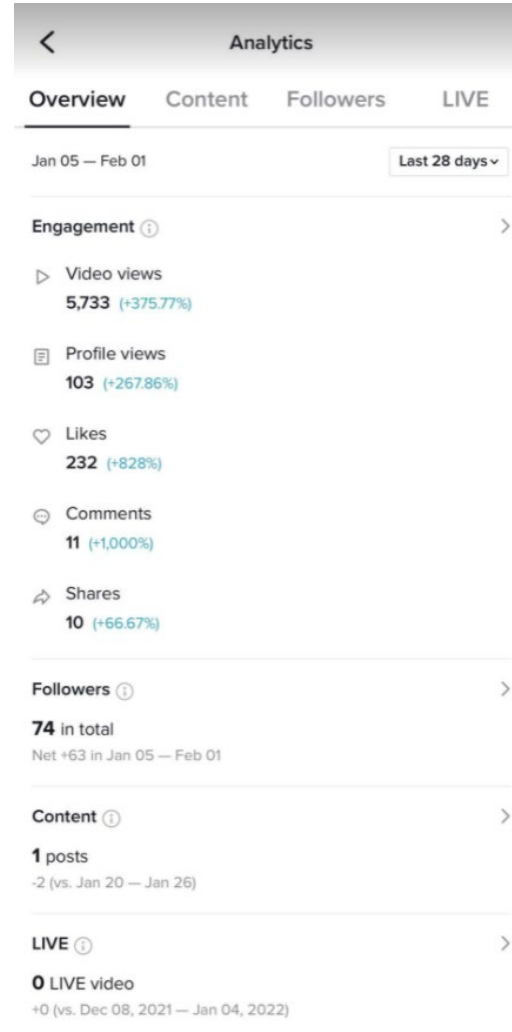 Analytics
Overview Content Followers LIVE
Jan 05 — Feb 01 Last 28 days
Engagement
Video views
5,733 (+375.77%)
Profile views
103 (+267.86%)
Likes
232 (+828%)
Comments
11 (+1,000%)
Shares
10 (+66.67%)
Followers
74 in total
Net +63 in Jan 05 — Feb 01
Content
1 posts
-2 (vs. Jan 20 — Jan 26)
LIVE
0 LIVE video
+0 (vs. Dec 08, 2021 — Jan 04, 2022)